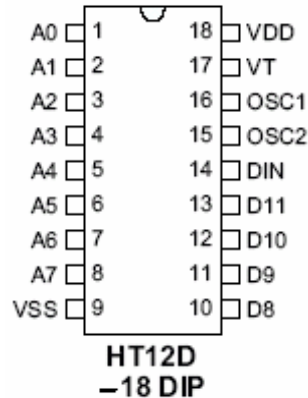 A0 1 18 VDD
A1 2 17 VT
A2 3 16 OSC1
A3 4 15 OSC2
A4 5 14 DIN
A5 6 13 D11
A6 7 12 D10
A7 8 11 D9
VSS 9 10 D8
HT12D
–18 DIP